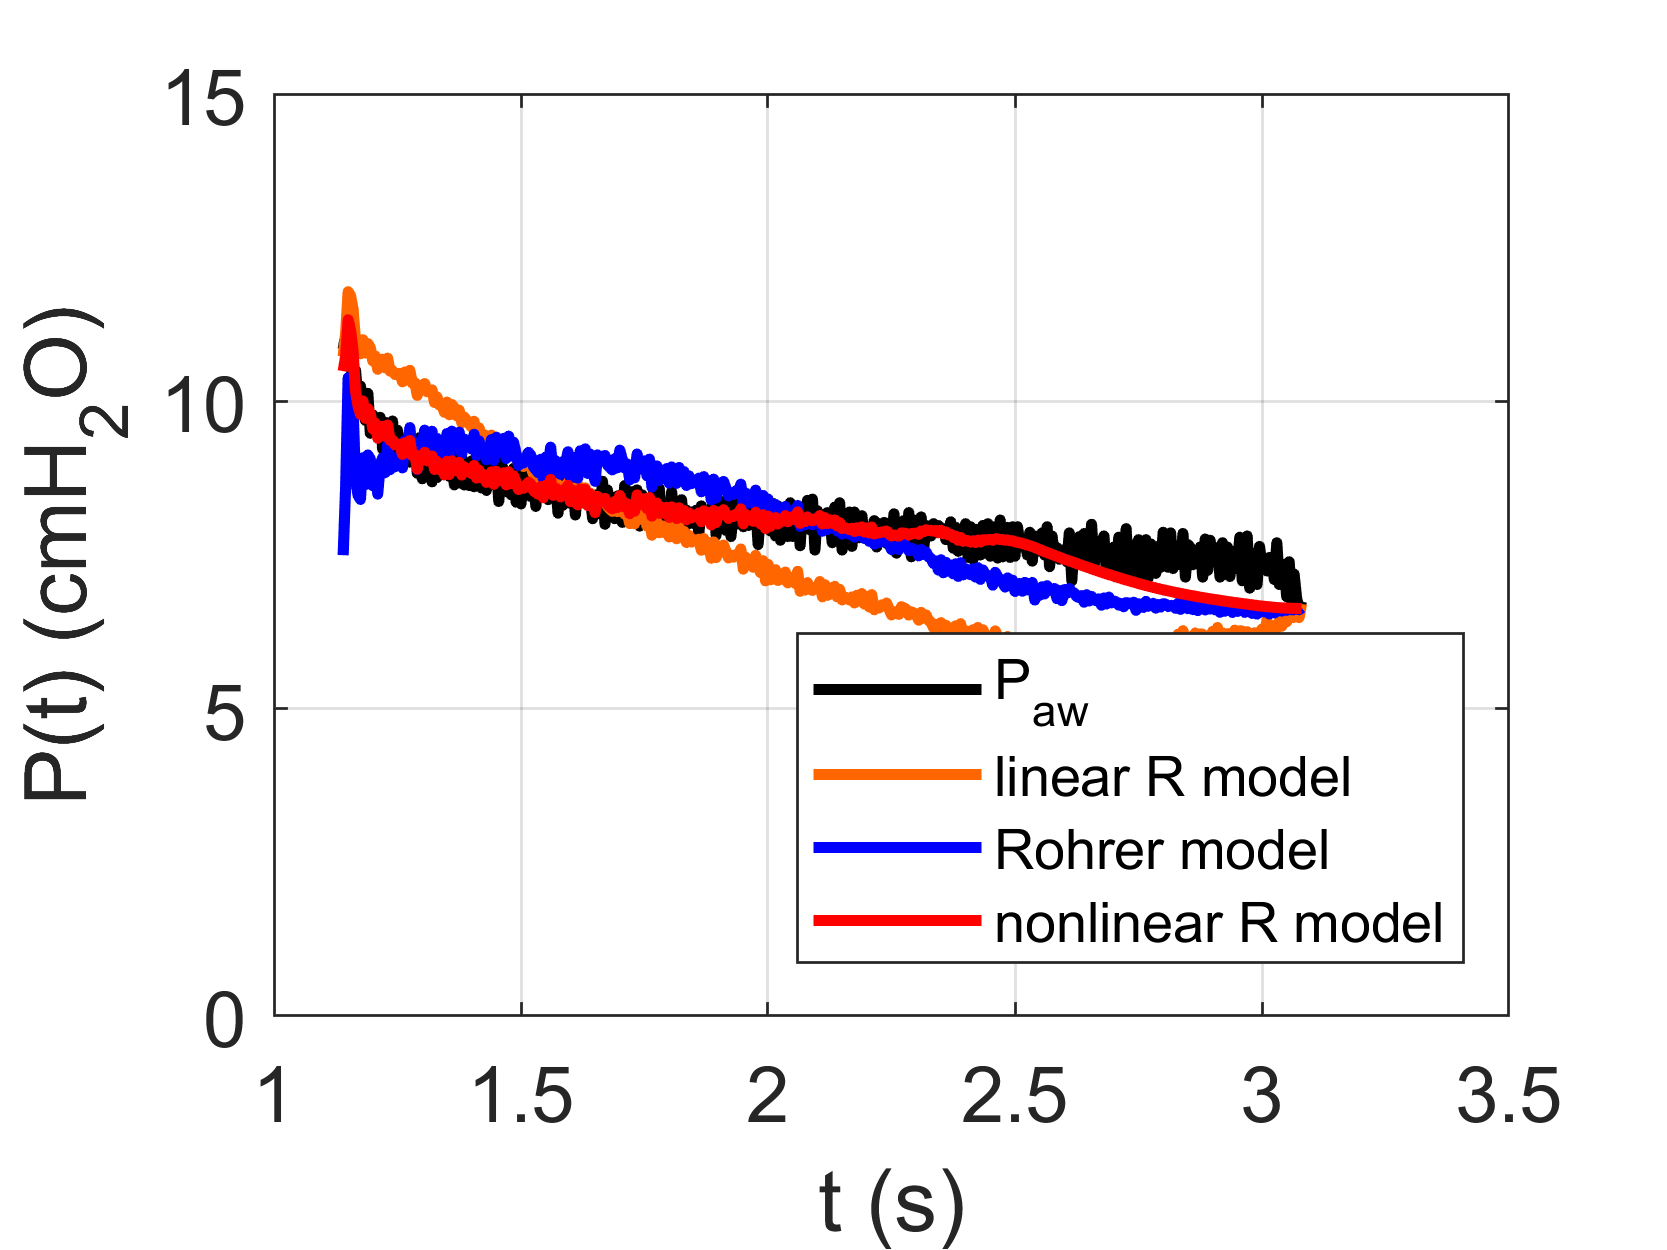 15
10
5
0
P(t) (cmH2O)
1 1.5 2 2.5 3 3.5
t (s)
Paw
linear R model
Rohrer model
nonlinear R model